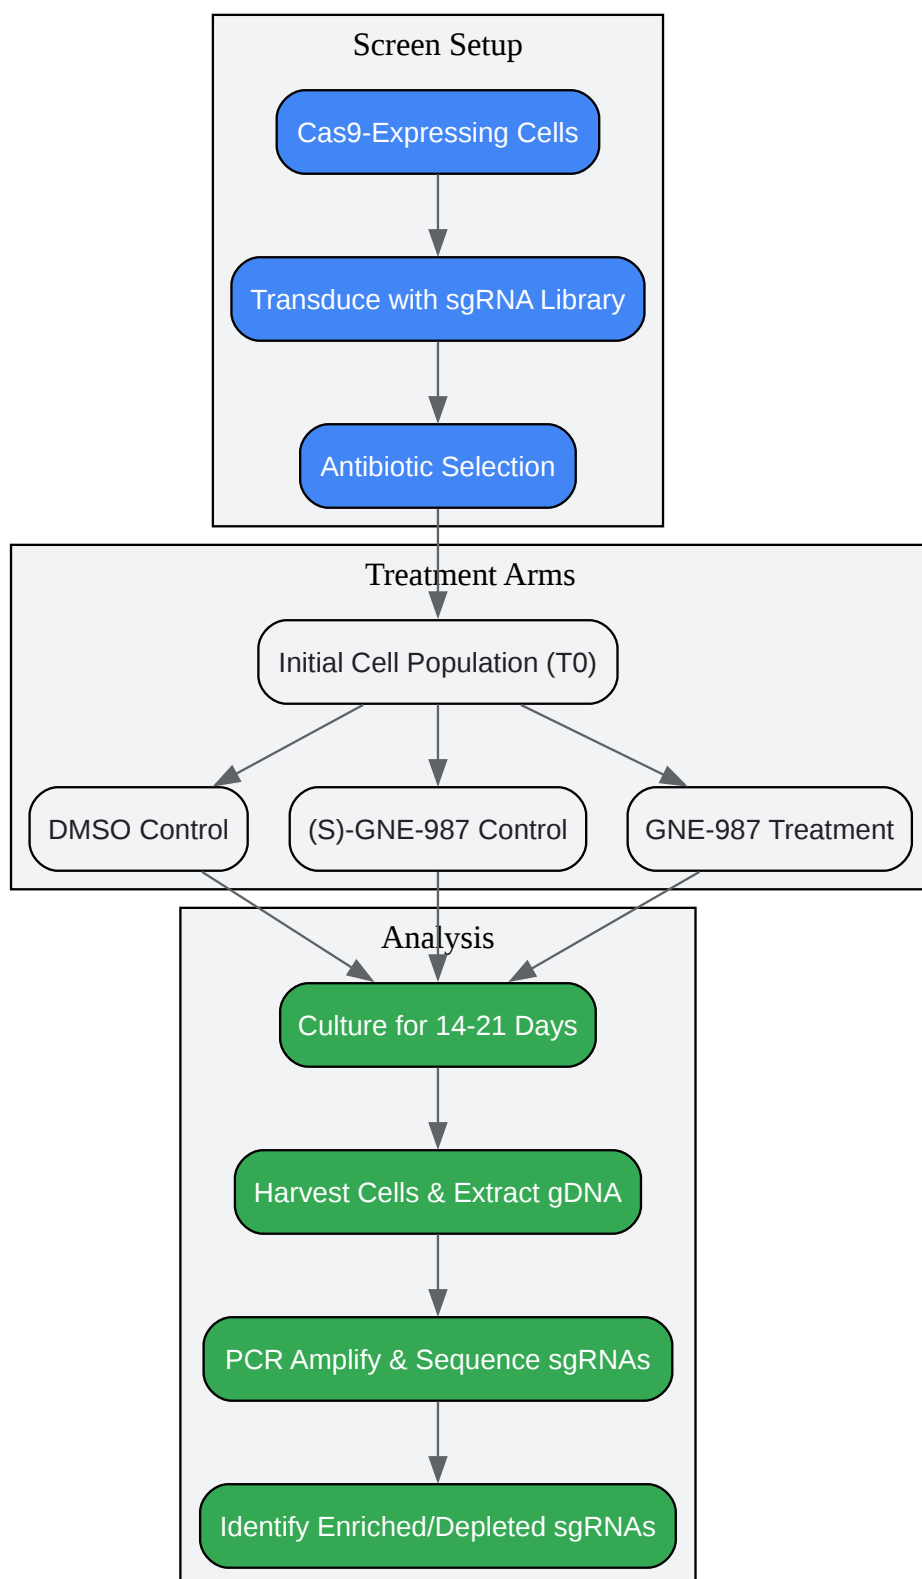 Screen Setup
Cas9-Expressing Cells
Transduce with sgRNA Library
Antibiotic Selection
Treatment Arms
Initial Cell Population (T0)
DMSO Control
(S)-GNE-987 Control
GNE-987 Treatment
Analysis
Culture for 14-21 Days
Harvest Cells & Extract gDNA
PCR Amplify & Sequence sgRNAs
Identify Enriched/Depleted sgRNAs